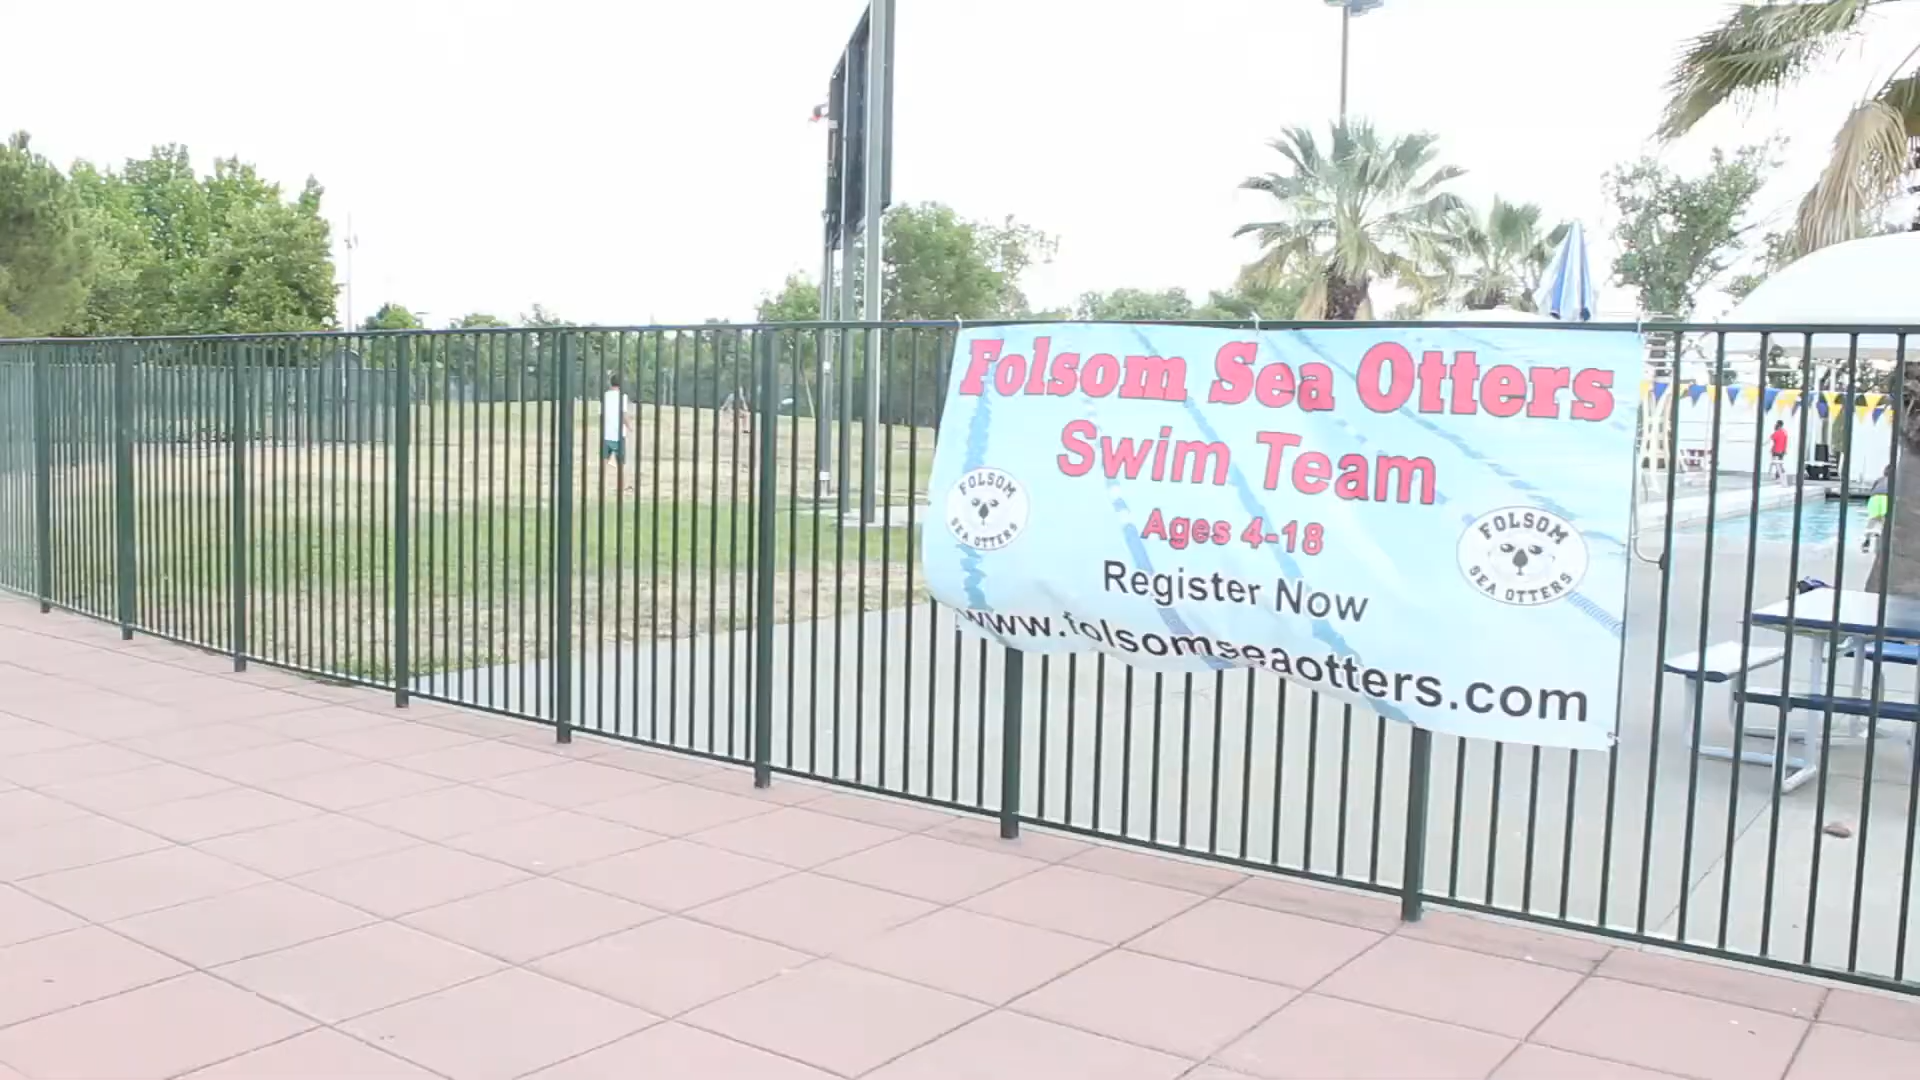 Folsom Sea Otters
Swim Team
Ages 4-18
Register Now
www.folsomseaotters.com
FOLSOM
SEA OTTERS
FOLSOM
SEA OTTERS